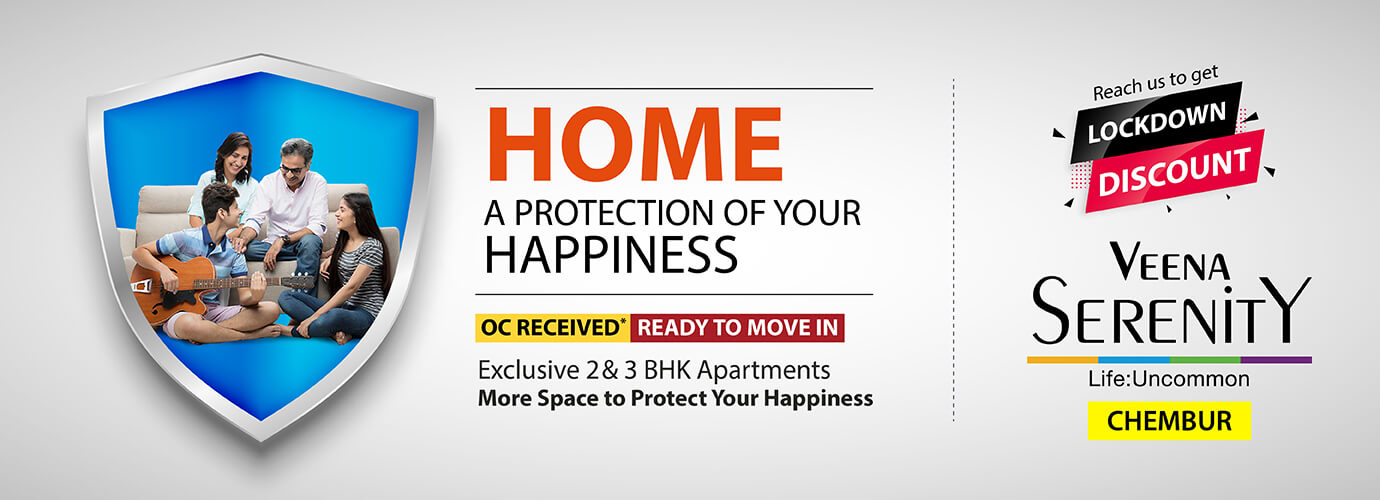 HOME
A PROTECTION OF YOUR
HAPPINESS
OC RECEIVED* READY TO MOVE IN
Exclusive 2 & 3 BHK Apartments
More Space to Protect Your Happiness
Reach us to get
LOCKDOWN
DISCOUNT
VEENA
SERENITY
Life:Uncommon
CHEMBUR